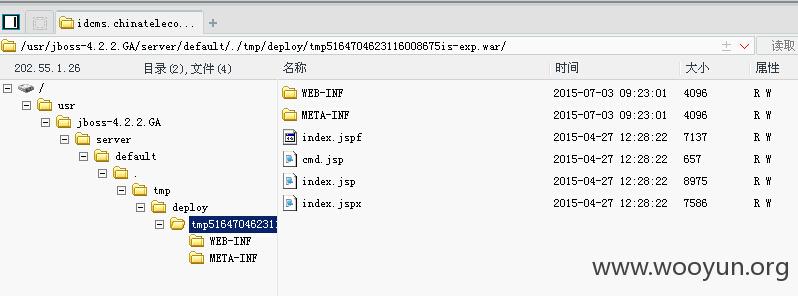 idcms.chinateleco... +
/usr/jboss-4.2.2.GA/server/default/./tmp/deploy/tmp5164704623116008675is-exp.war/ 读取
202.55.1.26 目录(2),文件(4) 名称 时间 大小 属性
/
usr
jboss-4.2.2.GA
server
default
.
tmp
deploy
tmp516470462311
WEB-INF
META-INF
WEB-INF 2015-07-03 09:23:01 4096 R W
META-INF 2015-07-03 09:23:01 4096 R W
index.jspf 2015-04-27 12:28:22 7137 R W
cmd.jsp 2015-04-27 12:28:22 657 R W
index.jsp 2015-04-27 12:28:22 8975 R W
index.jspx 2015-04-27 12:28:22 7586 R W
www.wooyun.org